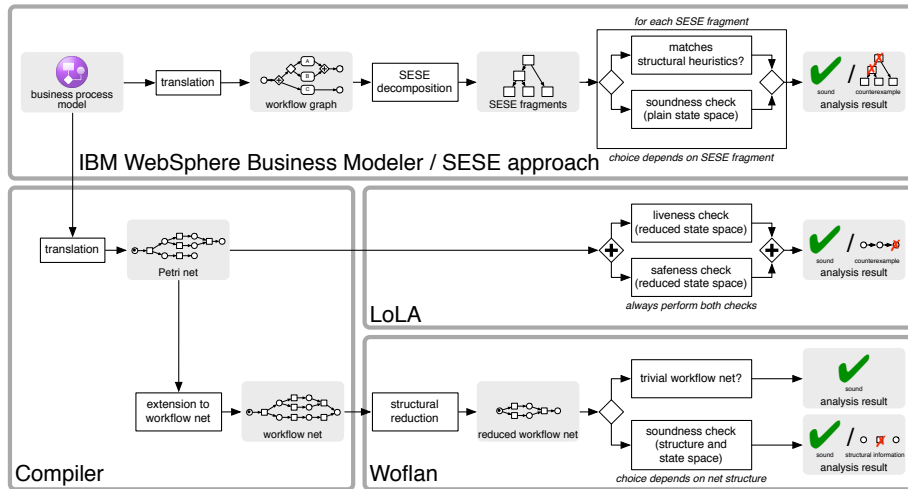 for each SESE fragment
business process
model
translation
A
B
C
workflow graph
SESE
decomposition
SESE fragments
matches
structural heuristics?
soundness check
(plain state space)
choice depends on SESE fragment
/
sound
counterexample
analysis result
IBM WebSphere Business Modeler / SESE approach
translation
Petri net
extension to
workflow net
workflow net
Compiler
liveness check
(reduced state space)
safeness check
(reduced state space)
always perform both checks
/
sound
counterexample
analysis result
LoLA
structural
reduction
reduced workflow net
trivial workflow net?
sound
analysis result
soundness check
(structure and
state space)
choice depends on net structure
/
sound
structural information
analysis result
Woflan